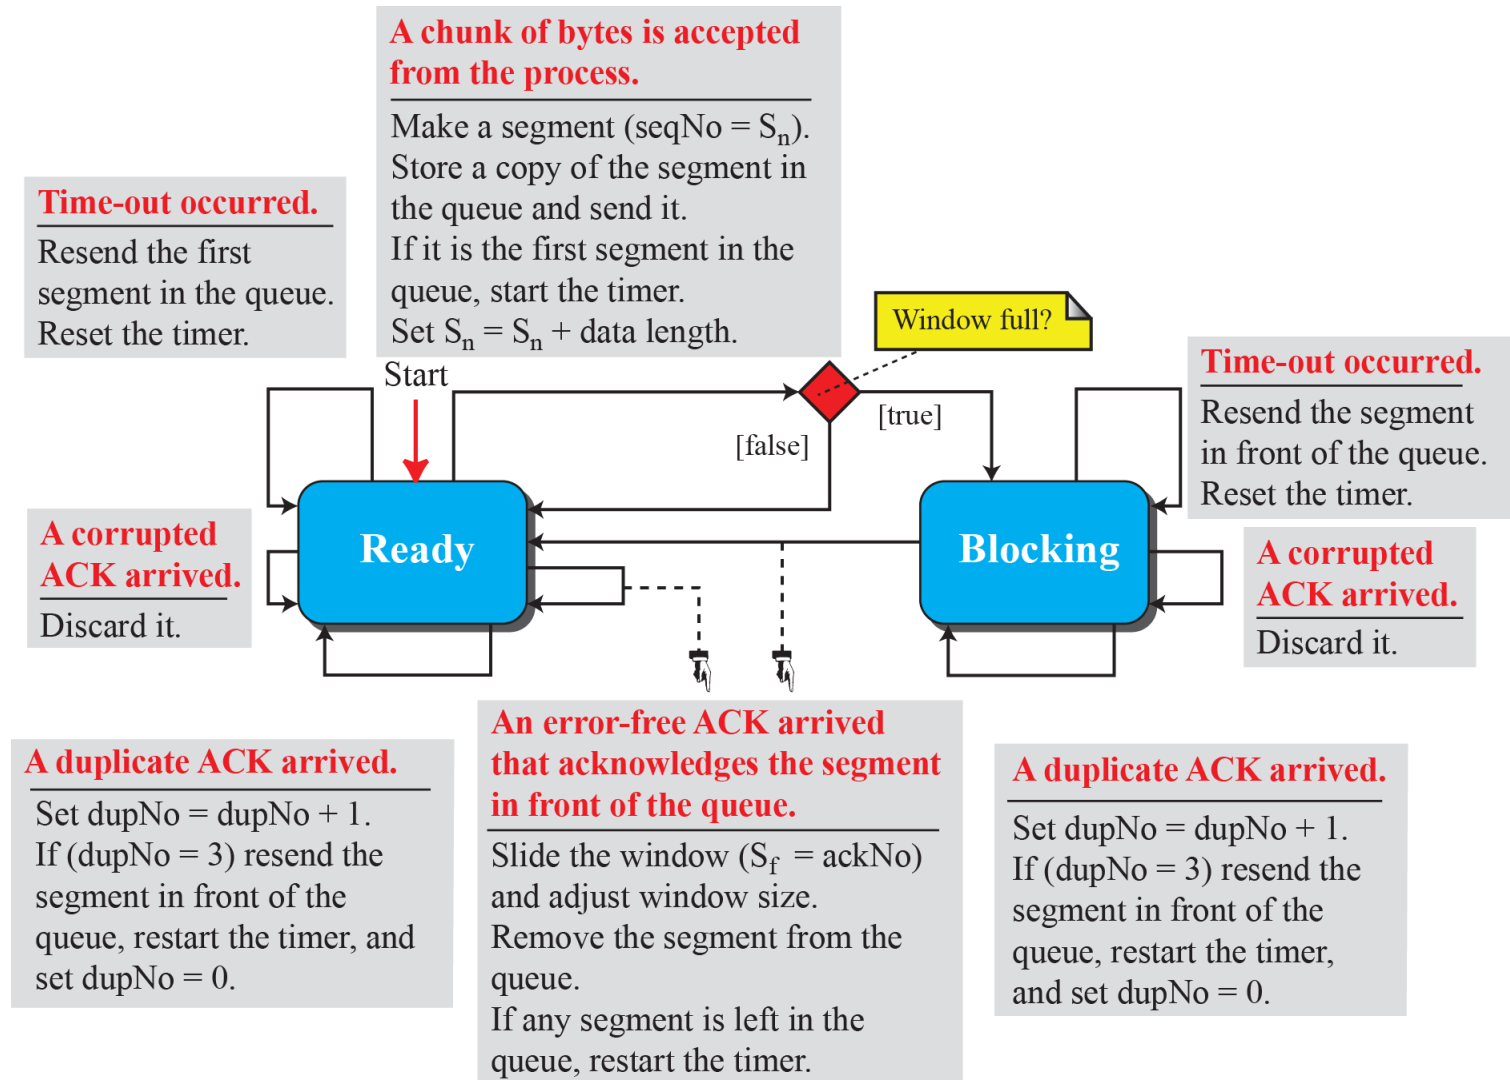 A chunk of bytes is accepted
from the process.
Make a segment (seqNo = Sn).
Store a copy of the segment in
the queue and send it.
If it is the first segment in the
queue, start the timer.
Set Sn = Sn + data length.
Time-out occurred.
Resend the first
segment in the queue.
Reset the timer.
Window full?
Start
[true]
[false]
Time-out occurred.
Resend the segment
in front of the queue.
Reset the timer.
A corrupted
ACK arrived.
Discard it.
Ready
Blocking
A corrupted
ACK arrived.
Discard it.
A duplicate ACK arrived.
Set dupNo = dupNo + 1.
If (dupNo = 3) resend the
segment in front of the
queue, restart the timer, and
set dupNo = 0.
An error-free ACK arrived
that acknowledges the segment
in front of the queue.
Slide the window (Sf = ackNo)
and adjust window size.
Remove the segment from the
queue.
If any segment is left in the
queue, restart the timer.
A duplicate ACK arrived.
Set dupNo = dupNo + 1.
If (dupNo = 3) resend the
segment in front of the
queue, restart the timer,
and set dupNo = 0.